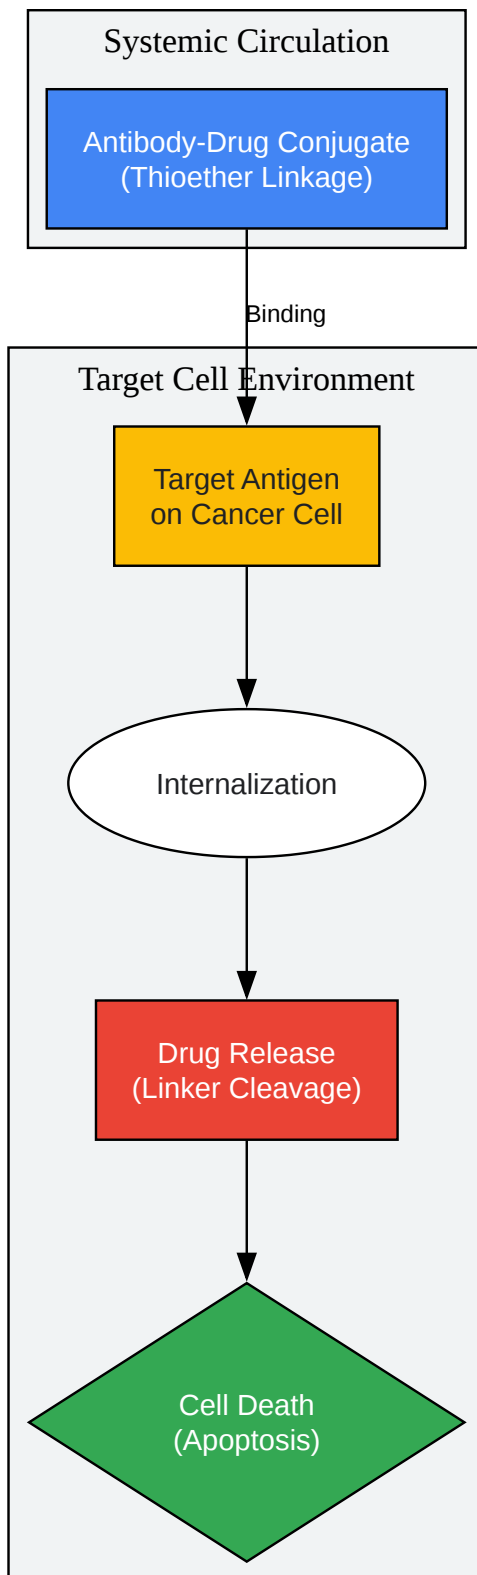 Systemic Circulation
Antibody-Drug Conjugate
(Thioether Linkage)
Binding
Target Cell Environment
Target Antigen
on Cancer Cell
Internalization
Drug Release
(Linker Cleavage)
Cell Death
(Apoptosis)